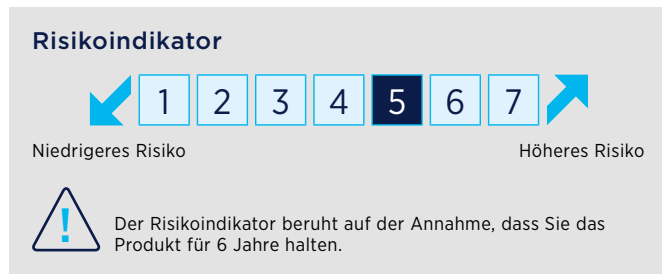 Risikoindikator
1 2 3 4 5 6 7
Niedrigeres Risiko Höheres Risiko
! Der Risikoindikator beruht auf der Annahme, dass Sie das
Produkt für 6 Jahre halten.